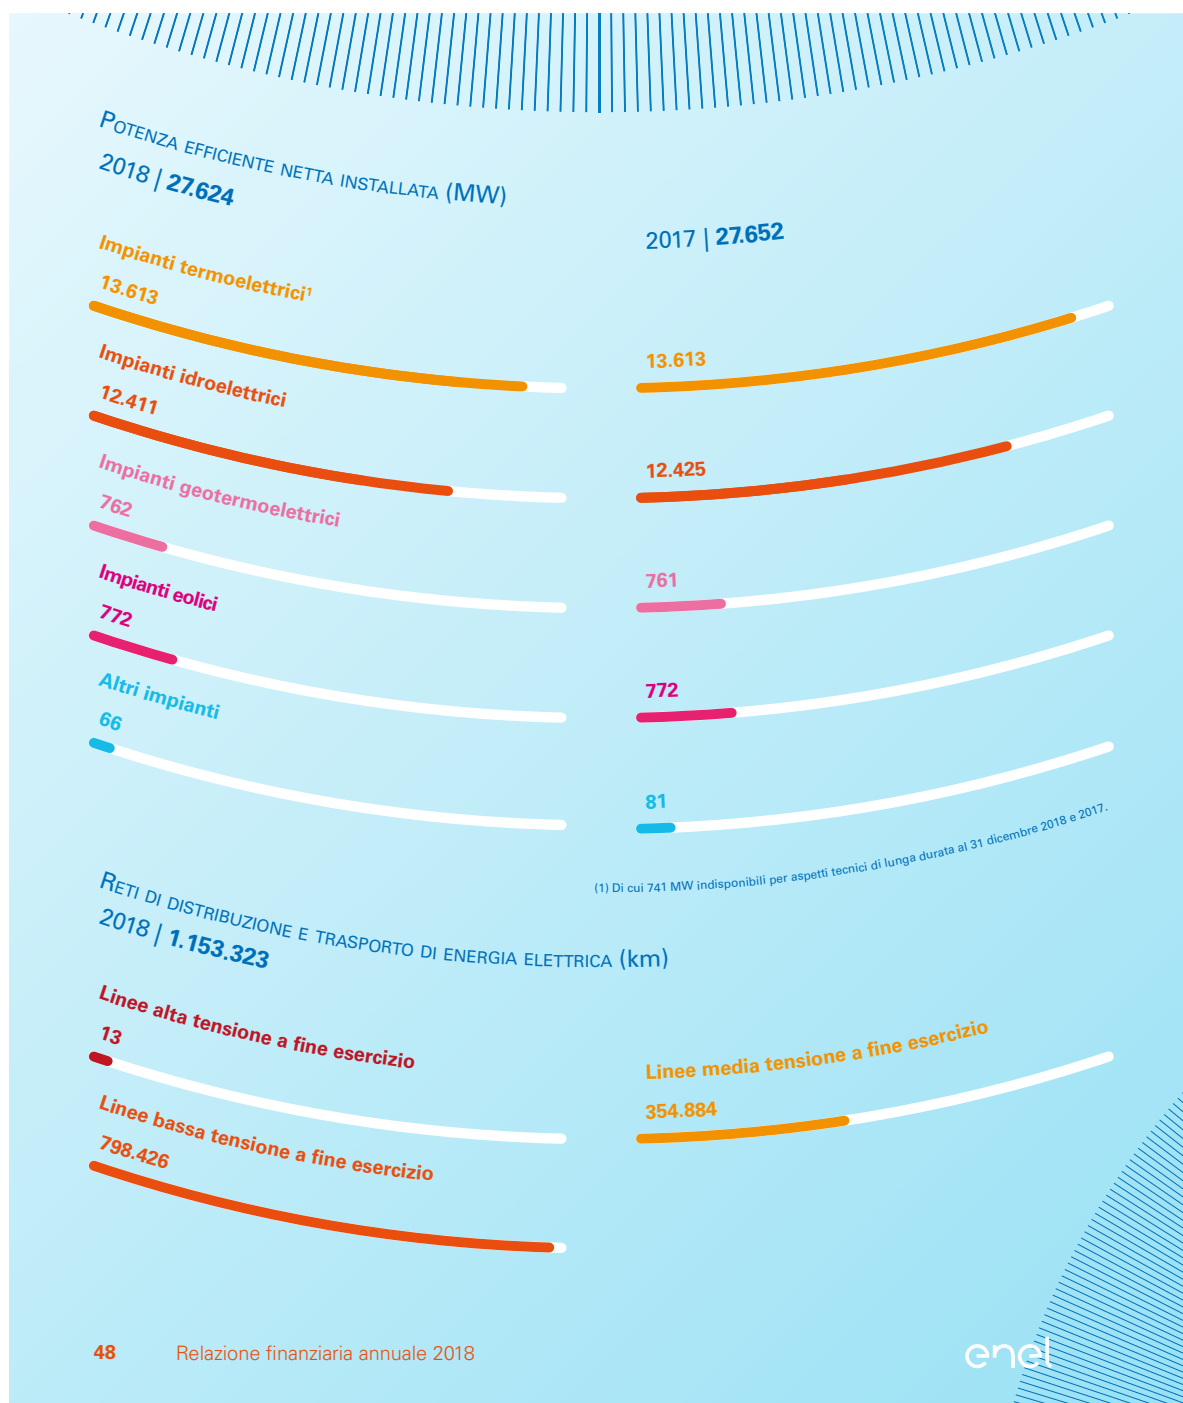 Potenza efficiente netta installata (MW)
2018 | 27.624
2017 | 27.652
Impianti termoelettrici¹
13.613
13.613
Impianti idroelettrici
12.411
12.425
Impianti geotermoelettrici
762
761
Impianti eolici
772
772
Altri impianti
66
81
(1) Di cui 741 MW indisponibili per aspetti tecnici di lunga durata al 31 dicembre 2018 e 2017.
Reti di distribuzione e trasporto di energia elettrica (km)
2018 | 1.153.323
Linee alta tensione a fine esercizio
13
Linee media tensione a fine esercizio
354.884
Linee bassa tensione a fine esercizio
798.426
48 Relazione finanziaria annuale 2018
enel